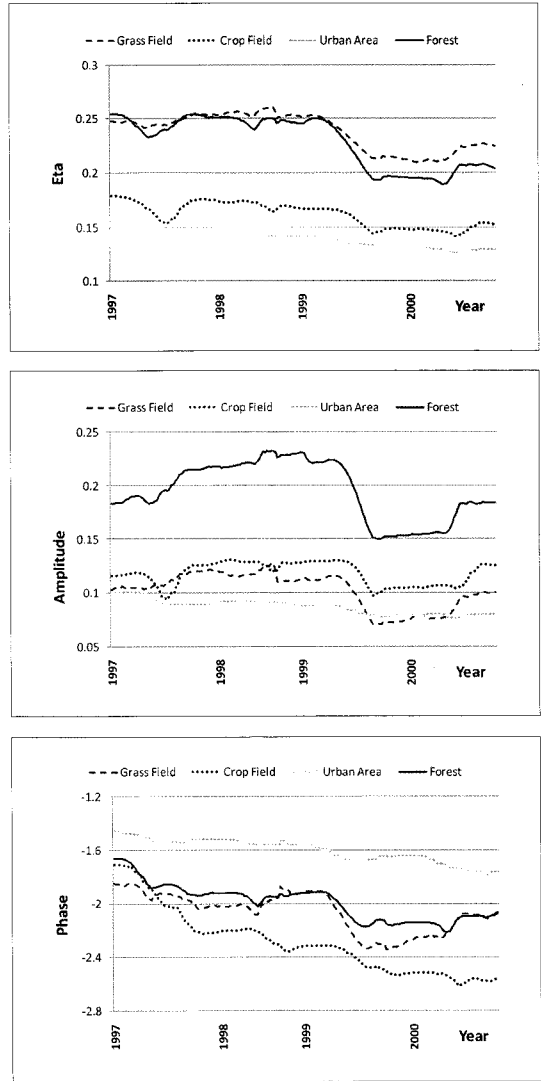 Grass Field Crop Field Urban Area Forest
0.3
0.25
0.2
0.15
0.1
Eta
1997 1998 1999 2000 Year
Grass Field Crop Field Urban Area Forest
0.25
0.2
0.15
0.1
0.05
Amplitude
1997 1998 1999 2000 Year
Grass Field Crop Field Urban Area Forest
-1.2
-1.6
-2
-2.4
-2.8
Phase
1997 1998 1999 2000 Year